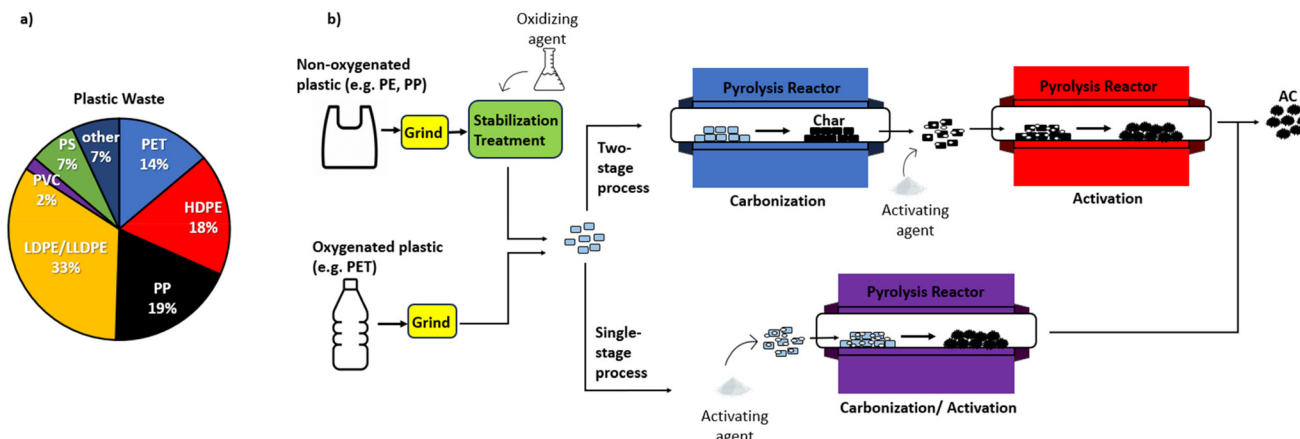 a)
Plastic Waste
other
7%
PET
14%
HDPE
18%
PP
19%
LDPE/LLDPE
33%
PVC
2%
PS
7%
b)
Non-oxygenated
plastic (e.g. PE, PP)
Grind
Oxidizing
agent
Stabilization
Treatment
Oxygenated plastic
(e.g. PET)
Grind
Two-
stage
process
Pyrolysis Reactor
Char
Carbonization
Activating
agent
Pyrolysis Reactor
Activation
AC
Single-
stage
process
Activating
agent
Pyrolysis Reactor
Carbonization/ Activation